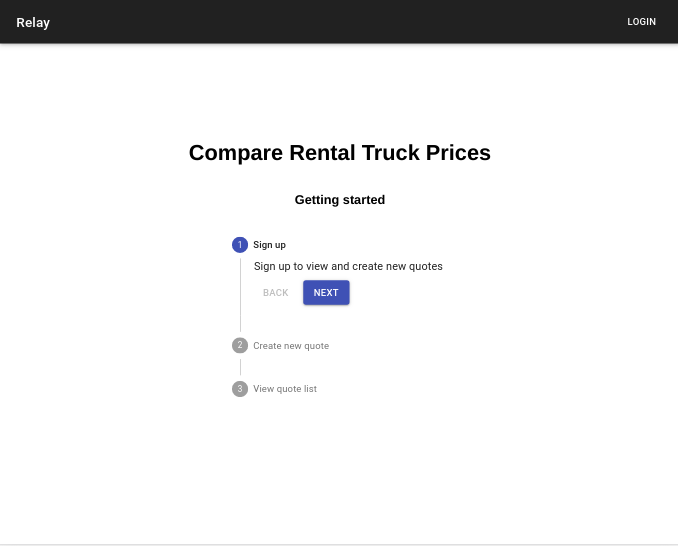 Relay
LOGIN
Compare Rental Truck Prices
Getting started
1 Sign up
Sign up to view and create new quotes
BACK NEXT
2 Create new quote
3 View quote list